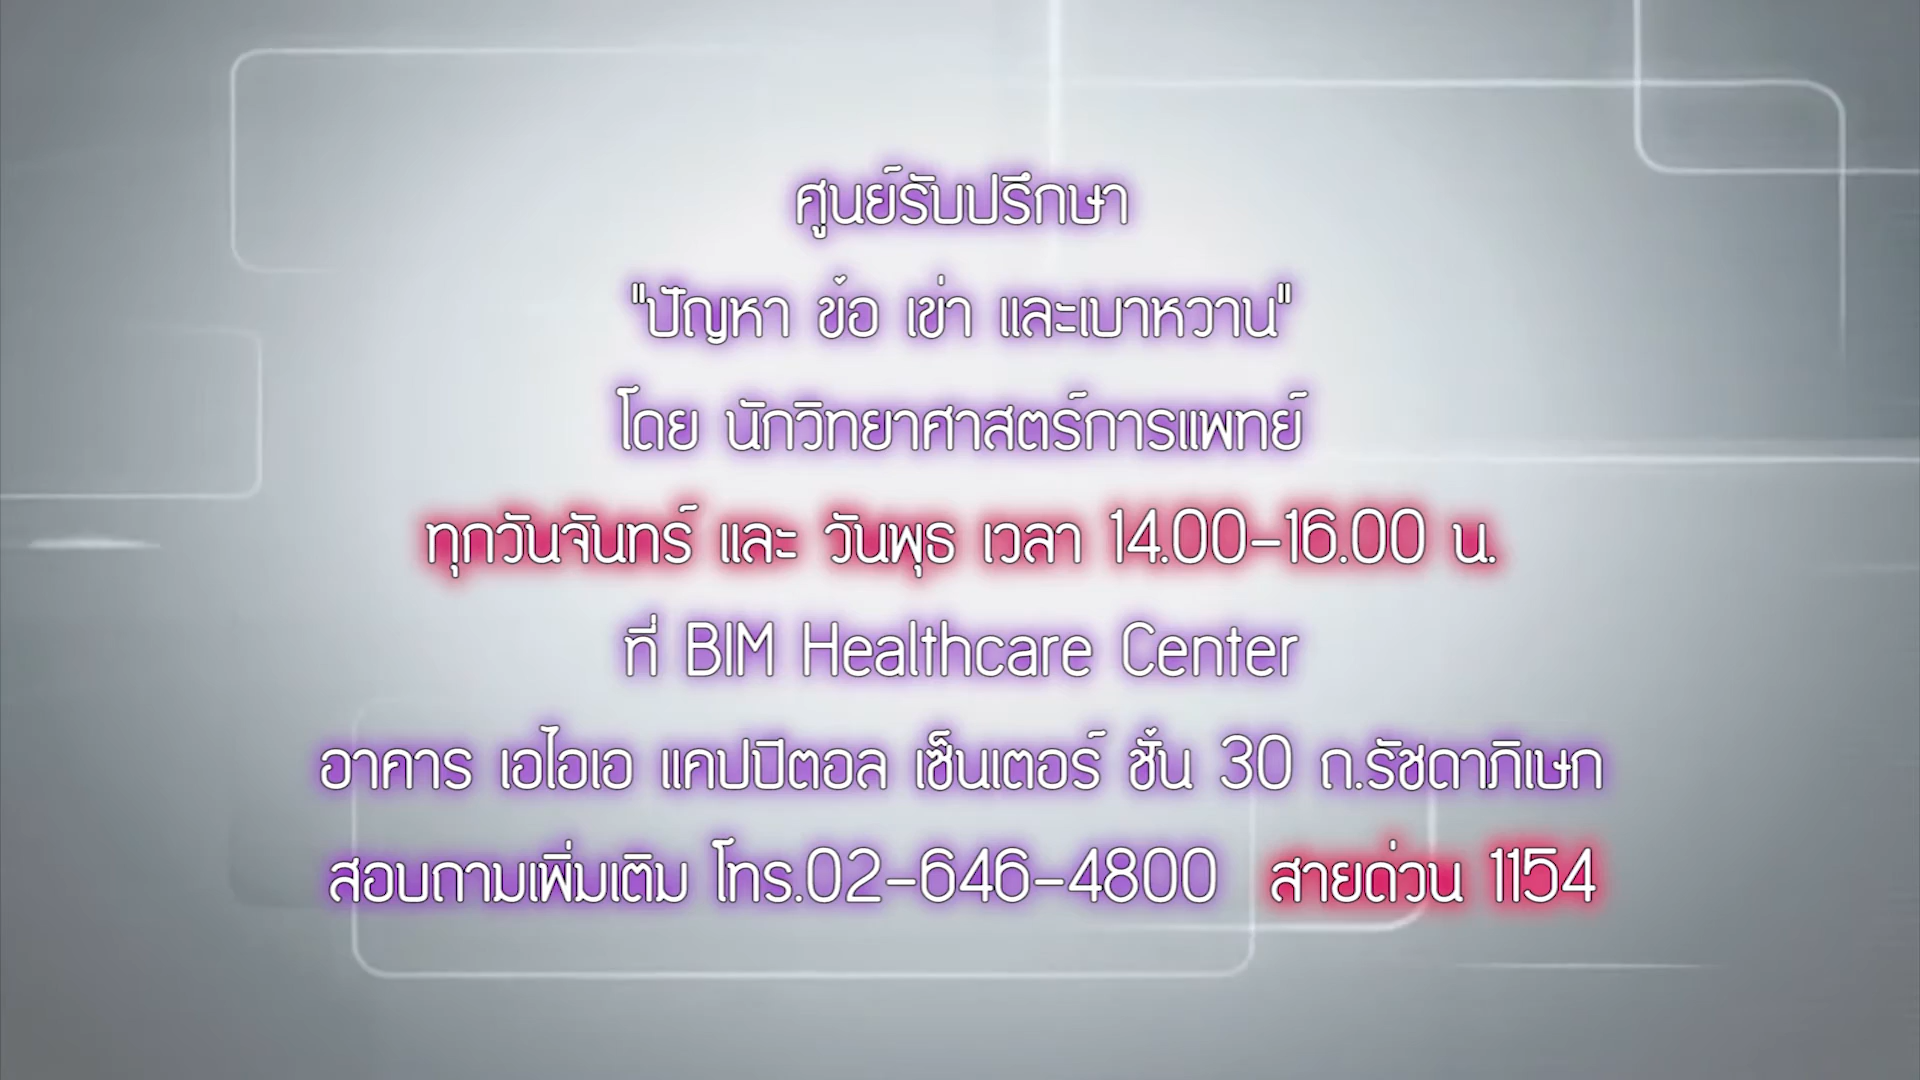 ศูนย์รับปรึกษา
"ปัญหา ข้อ เข่า และเบาหวาน"
โดย นักวิทยาศาสตร์การแพทย์
ทุกวันจันทร์ และ วันพุธ เวลา 14.00-16.00 น.
ที่ BIM Healthcare Center
อาคาร เอไอเอ แคปปิตอล เซ็นเตอร์ ชั้น 30 ถ.รัชดาภิเษก
สอบถามเพิ่มเติม โทร.02-646-4800 สายด่วน 1154